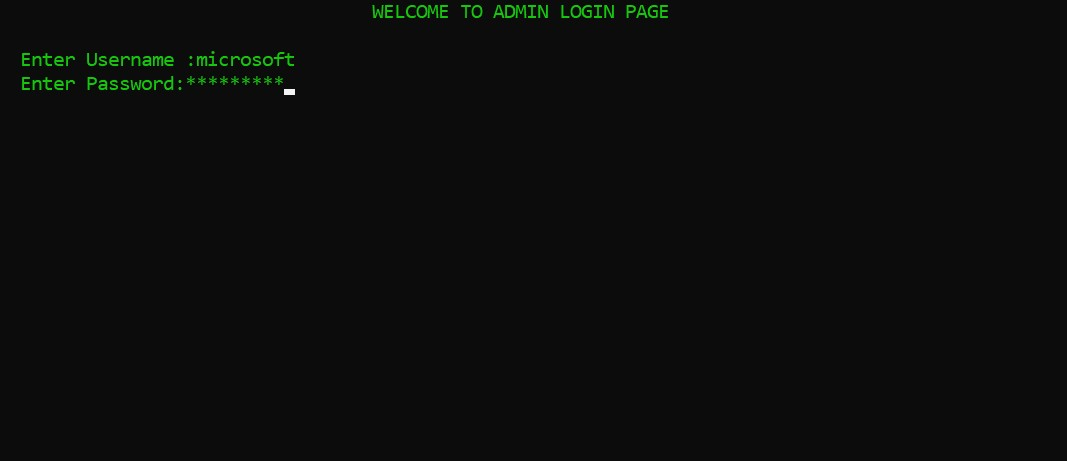 WELCOME TO ADMIN LOGIN PAGE
Enter Username :microsoft
Enter Password:*********